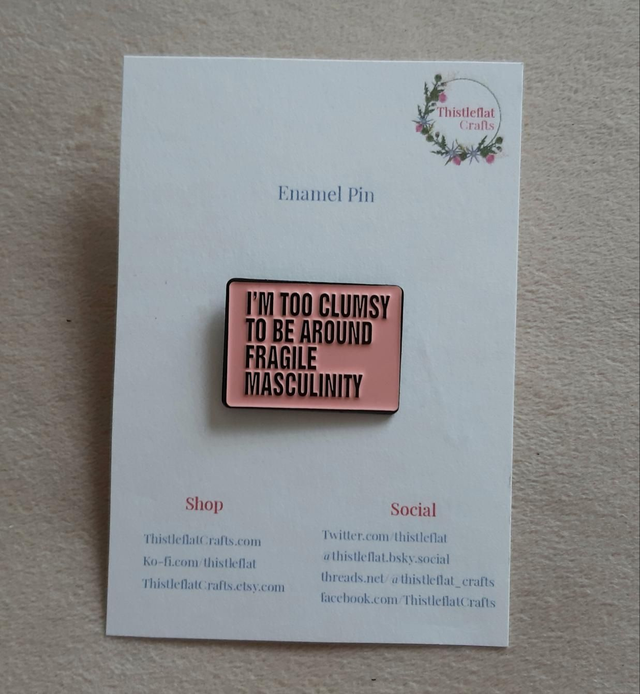 Thistleflat
Crafts
Enamel Pin
I'M TOO CLUMSY
TO BE AROUND
FRAGILE
MASCULINITY
Shop
ThistleflatCrafts.com
Ko-fi.com/thistleflat
ThistleflatCrafts.etsy.com
Social
Twitter.com/thistleflat
@thistleflat.bsky.social
threads.net/@thistleflat_crafts
facebook.com/ThistleflatCrafts